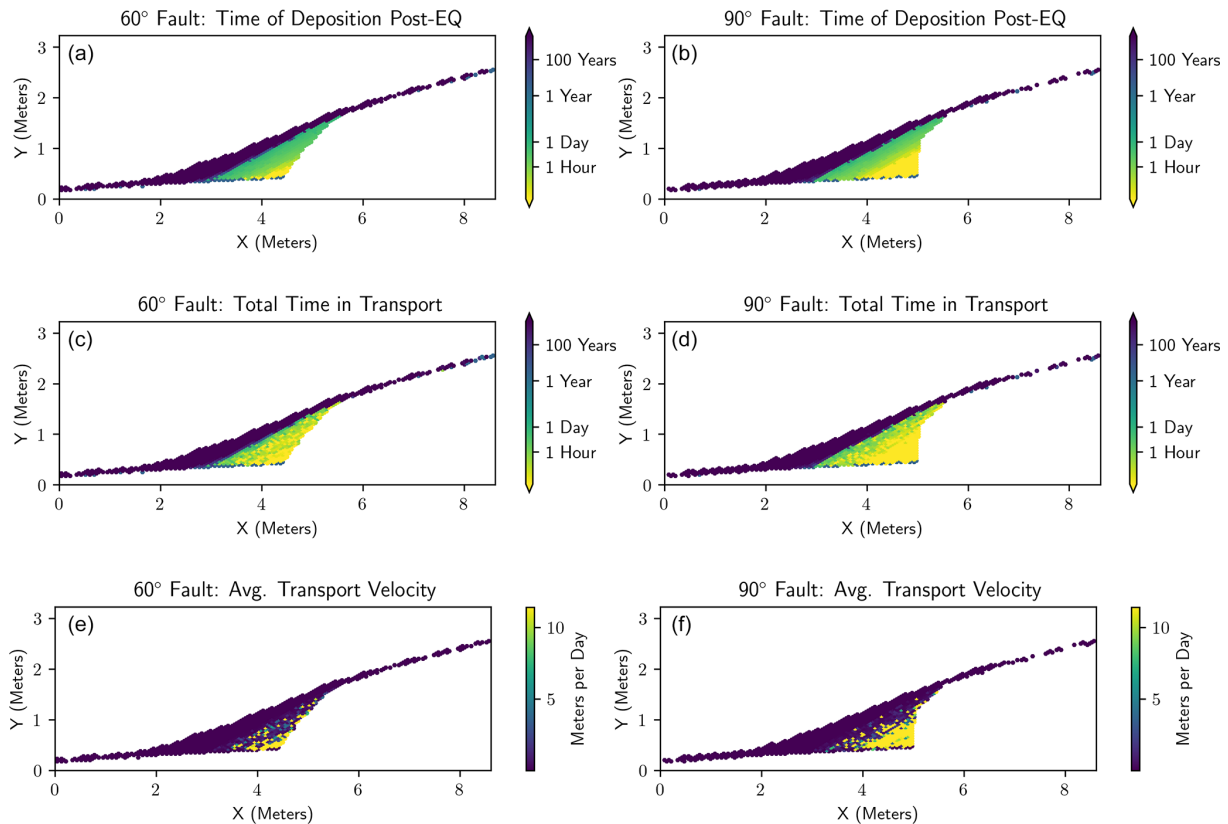 60° Fault: Time of Deposition Post-EQ
(a)
Y (Meters)
3
2
1
0
0 2 4 6 8
X (Meters)
100 Years
1 Year
1 Day
1 Hour
90° Fault: Time of Deposition Post-EQ
(b)
Y (Meters)
3
2
1
0
0 2 4 6 8
X (Meters)
100 Years
1 Year
1 Day
1 Hour
60° Fault: Total Time in Transport
(c)
Y (Meters)
3
2
1
0
0 2 4 6 8
X (Meters)
100 Years
1 Year
1 Day
1 Hour
90° Fault: Total Time in Transport
(d)
Y (Meters)
3
2
1
0
0 2 4 6 8
X (Meters)
100 Years
1 Year
1 Day
1 Hour
60° Fault: Avg. Transport Velocity
(e)
Y (Meters)
3
2
1
0
0 2 4 6 8
X (Meters)
10
5
Meters per Day
90° Fault: Avg. Transport Velocity
(f)
Y (Meters)
3
2
1
0
0 2 4 6 8
X (Meters)
10
5
Meters per Day